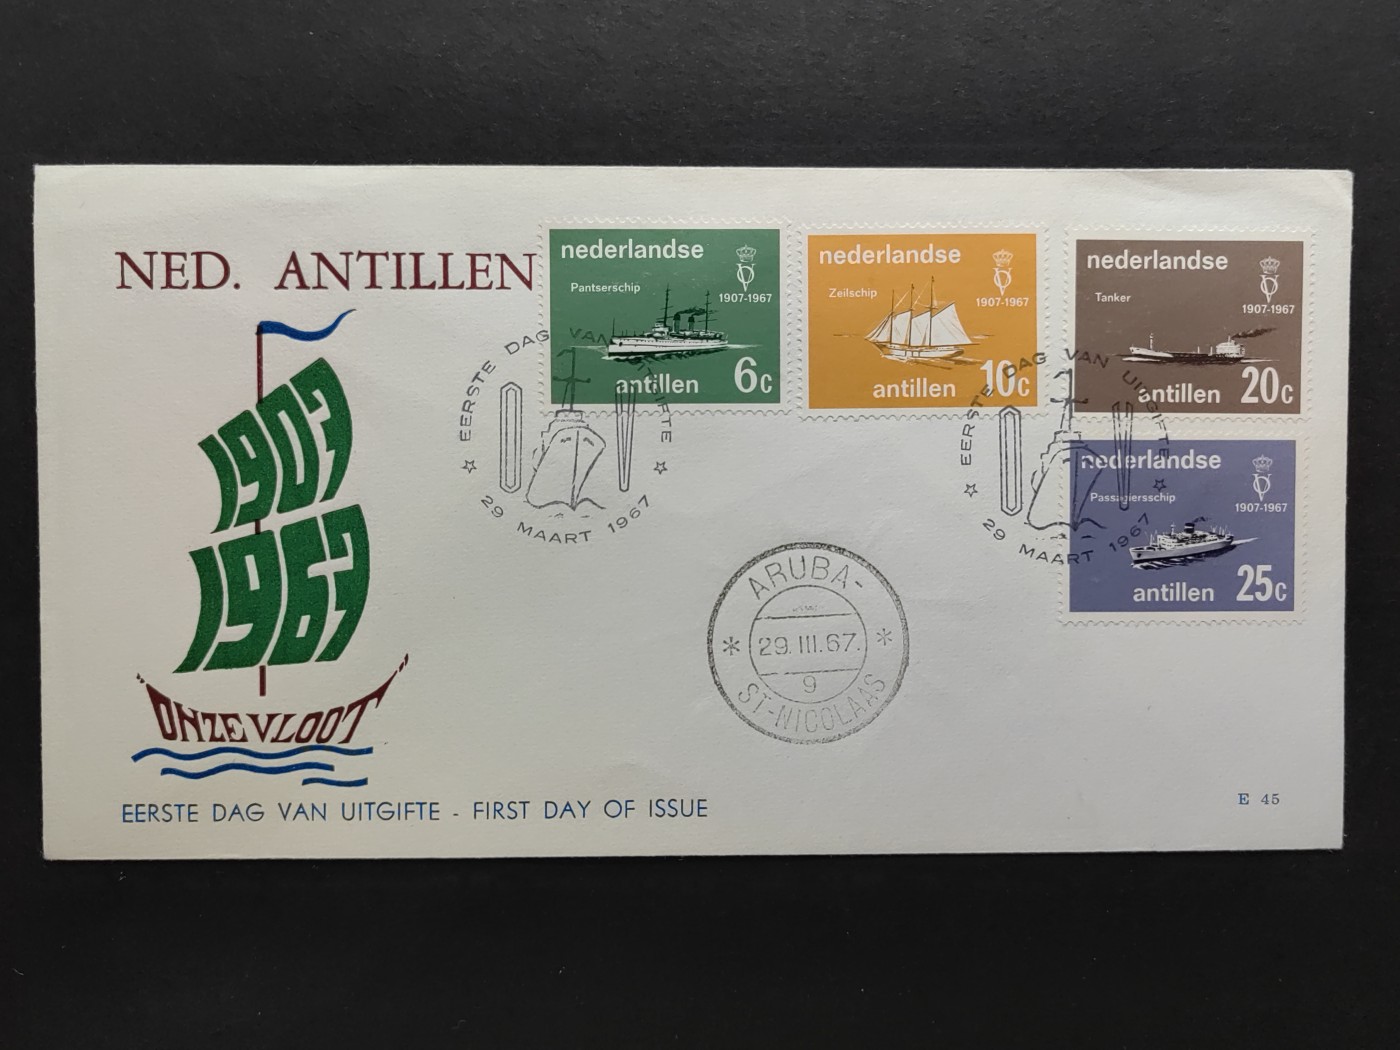 NED. ANTILLEN
1907
1967
"ONZE VLOOT"
EERSTE DAG VAN UITGIFTE - FIRST DAY OF ISSUE
nederlandse
Pantserschip
1907-1967
antillen 6c
nederlandse
Zeilschip
1907-1967
antillen 10c
nederlandse
Tanker
1907-1967
antillen 20c
nederlandse
Passagiersschip
1907-1967
antillen 25c
EERSTE DAG VAN UITGIFTE
29 MAART 1967
EERSTE DAG VAN UITGIFTE
29 MAART 1967
ARUBA-
29.III.67.
9
ST-NICOLAAS
E 45